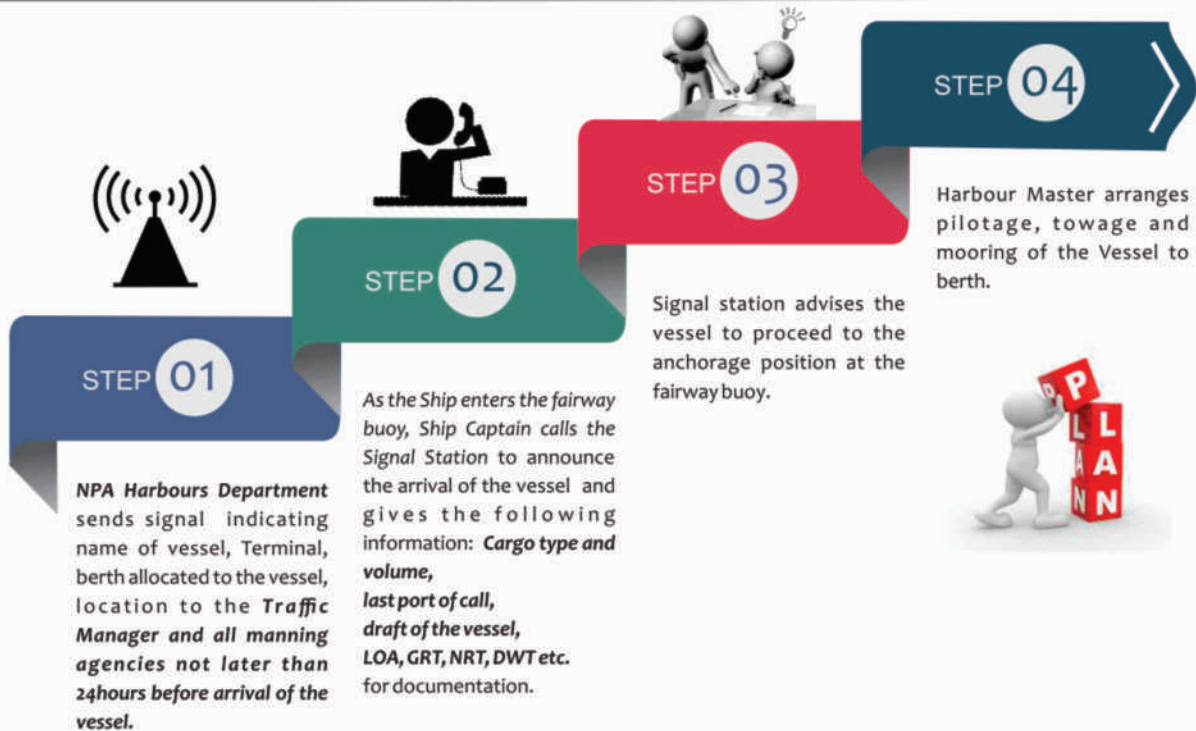 STEP 01
NPA Harbours Department
sends signal indicating
name of vessel, Terminal,
berth allocated to the vessel,
location to the Traffic
Manager and all manning
agencies not later than
24hours before arrival of the
vessel.
STEP 02
As the Ship enters the fairway
buoy, Ship Captain calls the
Signal Station to announce
the arrival of the vessel and
gives the following
information: Cargo type and
volume,
last port of call,
draft of the vessel,
LOA, GRT, NRT, DWT etc.
for documentation.
STEP 03
Signal station advises the
vessel to proceed to the
anchorage position at the
fairway buoy.
STEP 04
Harbour Master arranges
pilotage, towage and
mooring of the Vessel to
berth.
P
L L
A A
N N